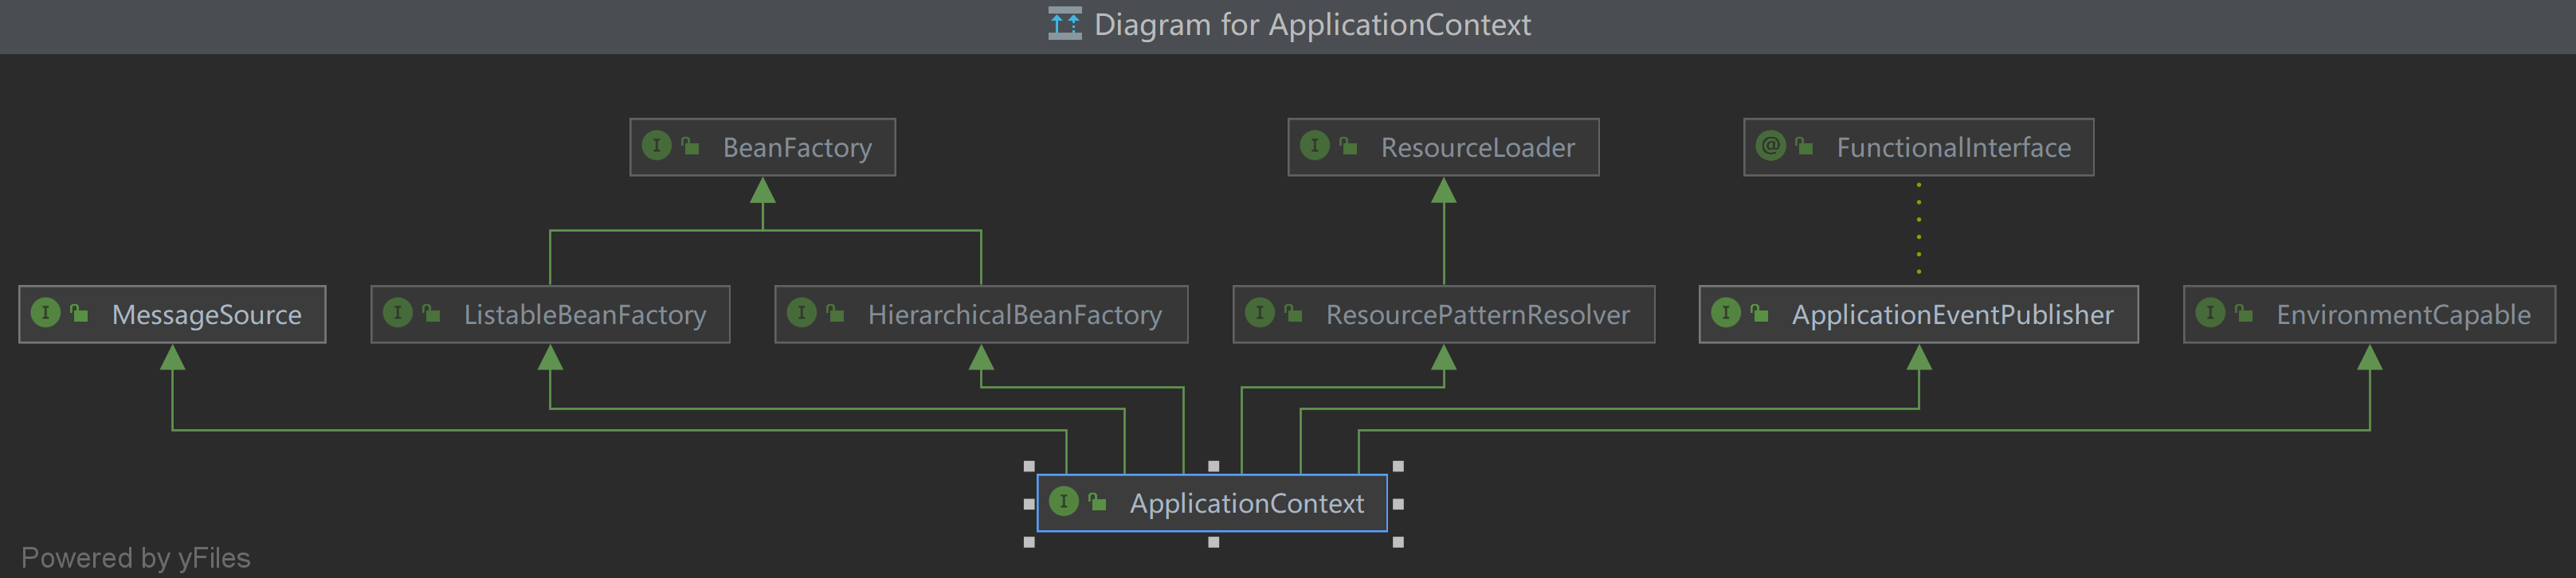 Diagram for ApplicationContext
BeanFactory
ResourceLoader
FunctionalInterface
MessageSource
ListableBeanFactory
HierarchicalBeanFactory
ResourcePatternResolver
ApplicationEventPublisher
EnvironmentCapable
ApplicationContext
Powered by yFiles